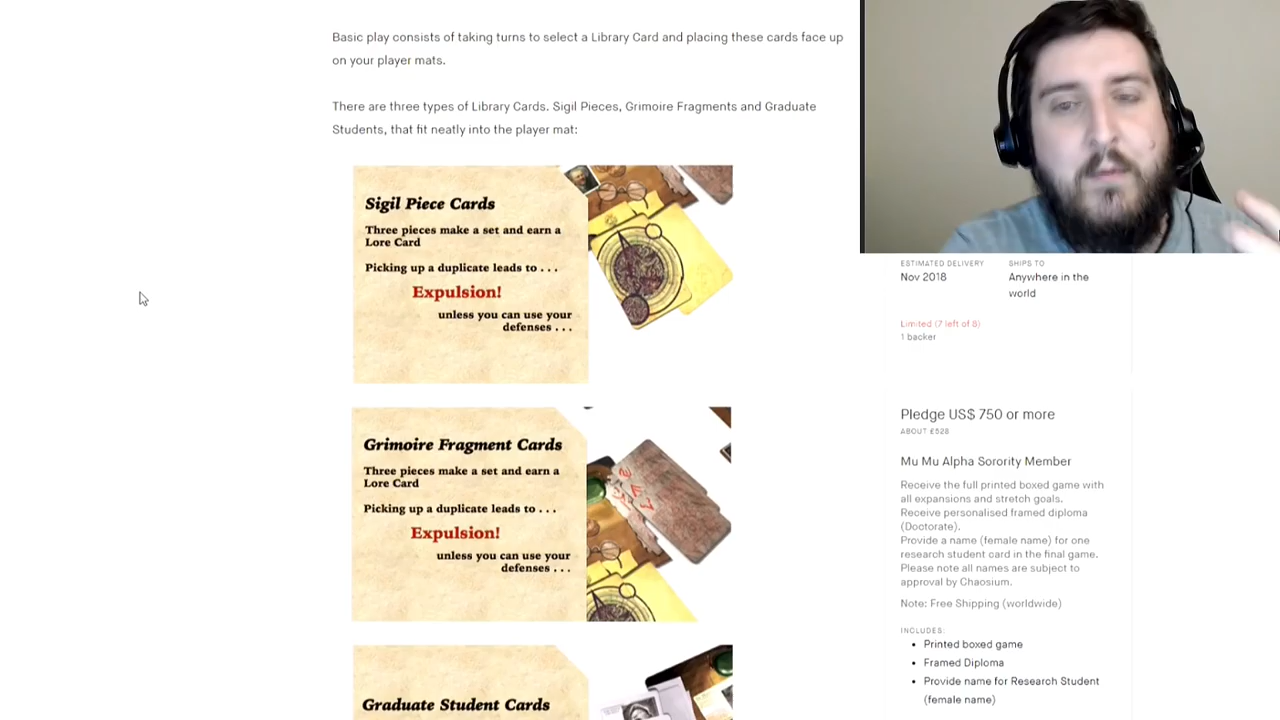 Basic play consists of taking turns to select a Library Card and placing these cards face up
on your player mats.
There are three types of Library Cards. Sigil Pieces, Grimoire Fragments and Graduate
Students, that fit neatly into the player mat:
Sigil Piece Cards
Three pieces make a set and earn a
Lore Card
Picking up a duplicate leads to . . .
Expulsion!
unless you can use your
defenses . . .
Grimoire Fragment Cards
Three pieces make a set and earn a
Lore Card
Picking up a duplicate leads to . . .
Expulsion!
unless you can use your
defenses . . .
Graduate Student Cards
ESTIMATED DELIVERY
Nov 2018
SHIPS TO
Anywhere in the
world
Limited (7 left of 8)
1 backer
Pledge US$ 750 or more
ABOUT £528
Mu Mu Alpha Sorority Member
Receive the full printed boxed game with
all expansions and stretch goals.
Receive personalised framed diploma
(Doctorate).
Provide a name (female name) for one
research student card in the final game.
Please note all names are subject to
approval by Chaosium.
Note: Free Shipping (worldwide)
INCLUDES:
• Printed boxed game
• Framed Diploma
• Provide name for Research Student
(female name)